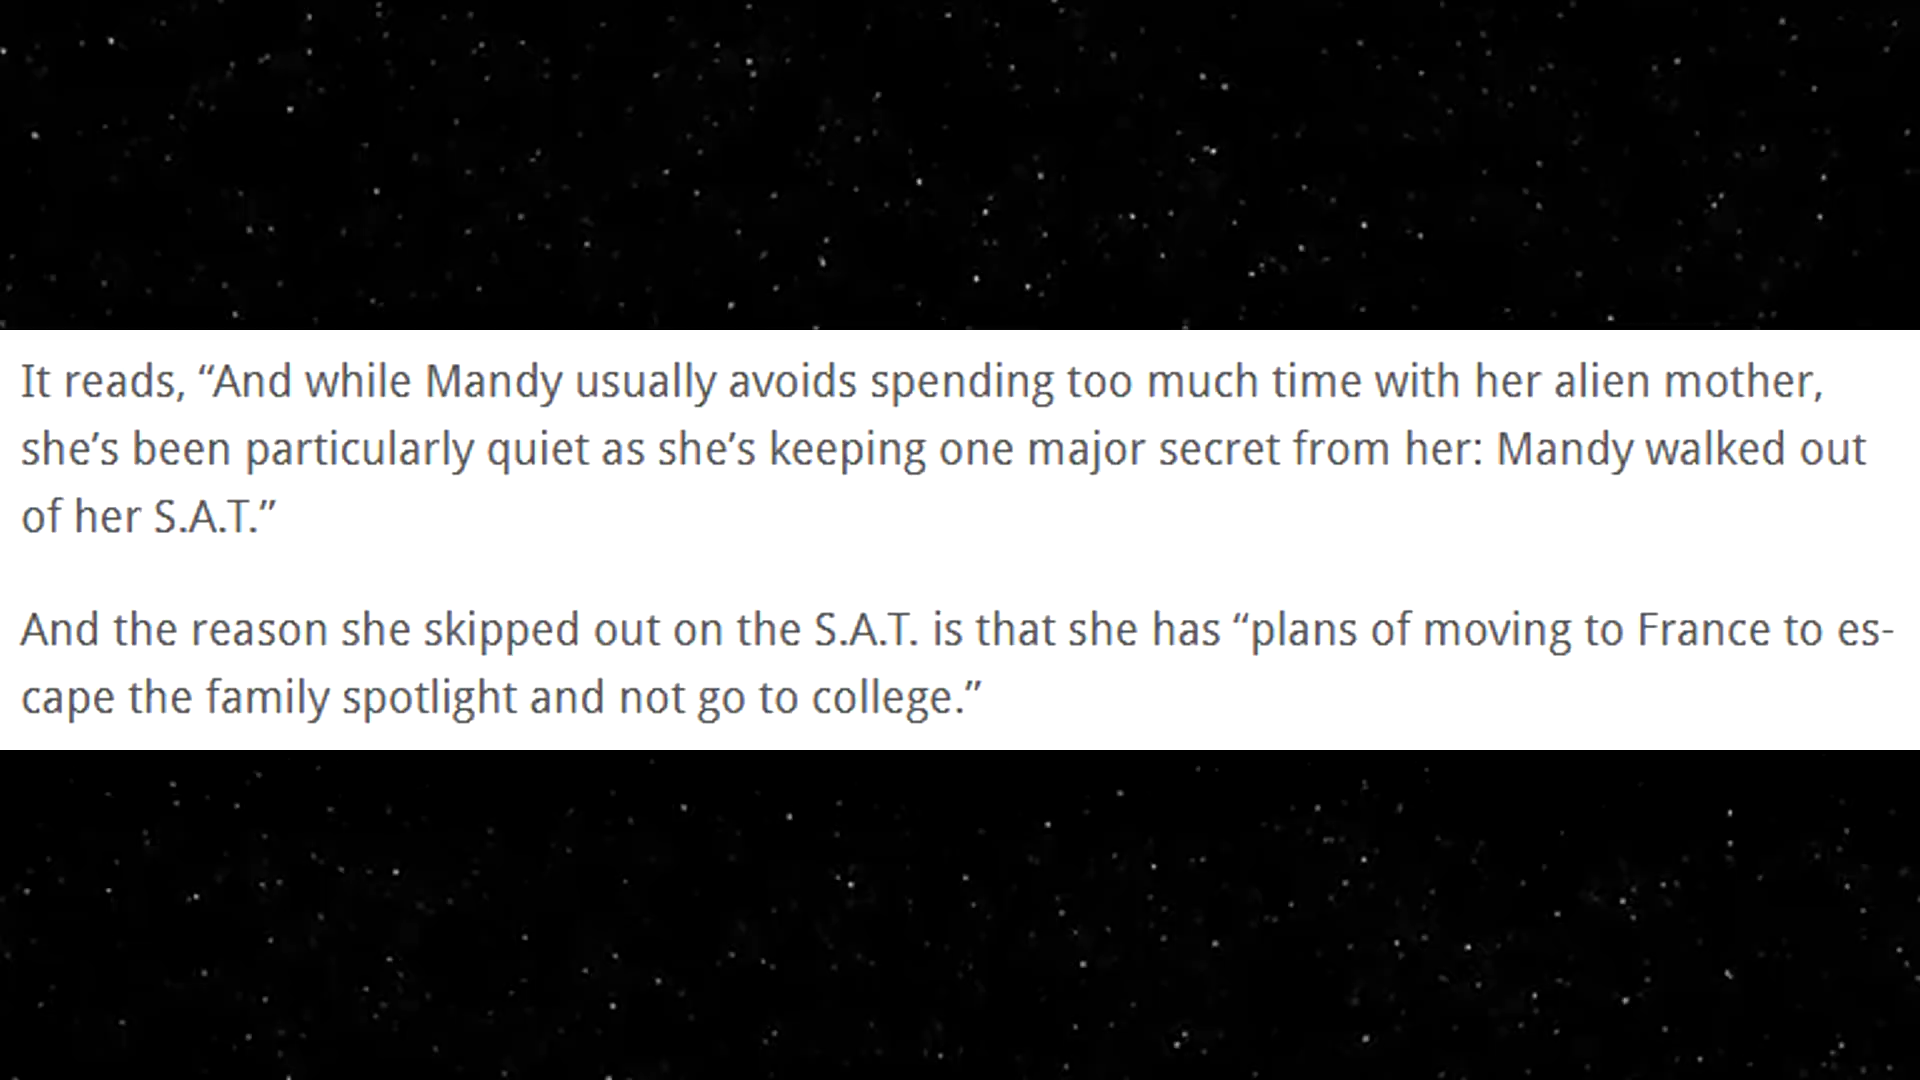 It reads, “And while Mandy usually avoids spending too much time with her alien mother,
she’s been particularly quiet as she’s keeping one major secret from her: Mandy walked out
of her S.A.T.”
And the reason she skipped out on the S.A.T. is that she has “plans of moving to France to es-
cape the family spotlight and not go to college.”